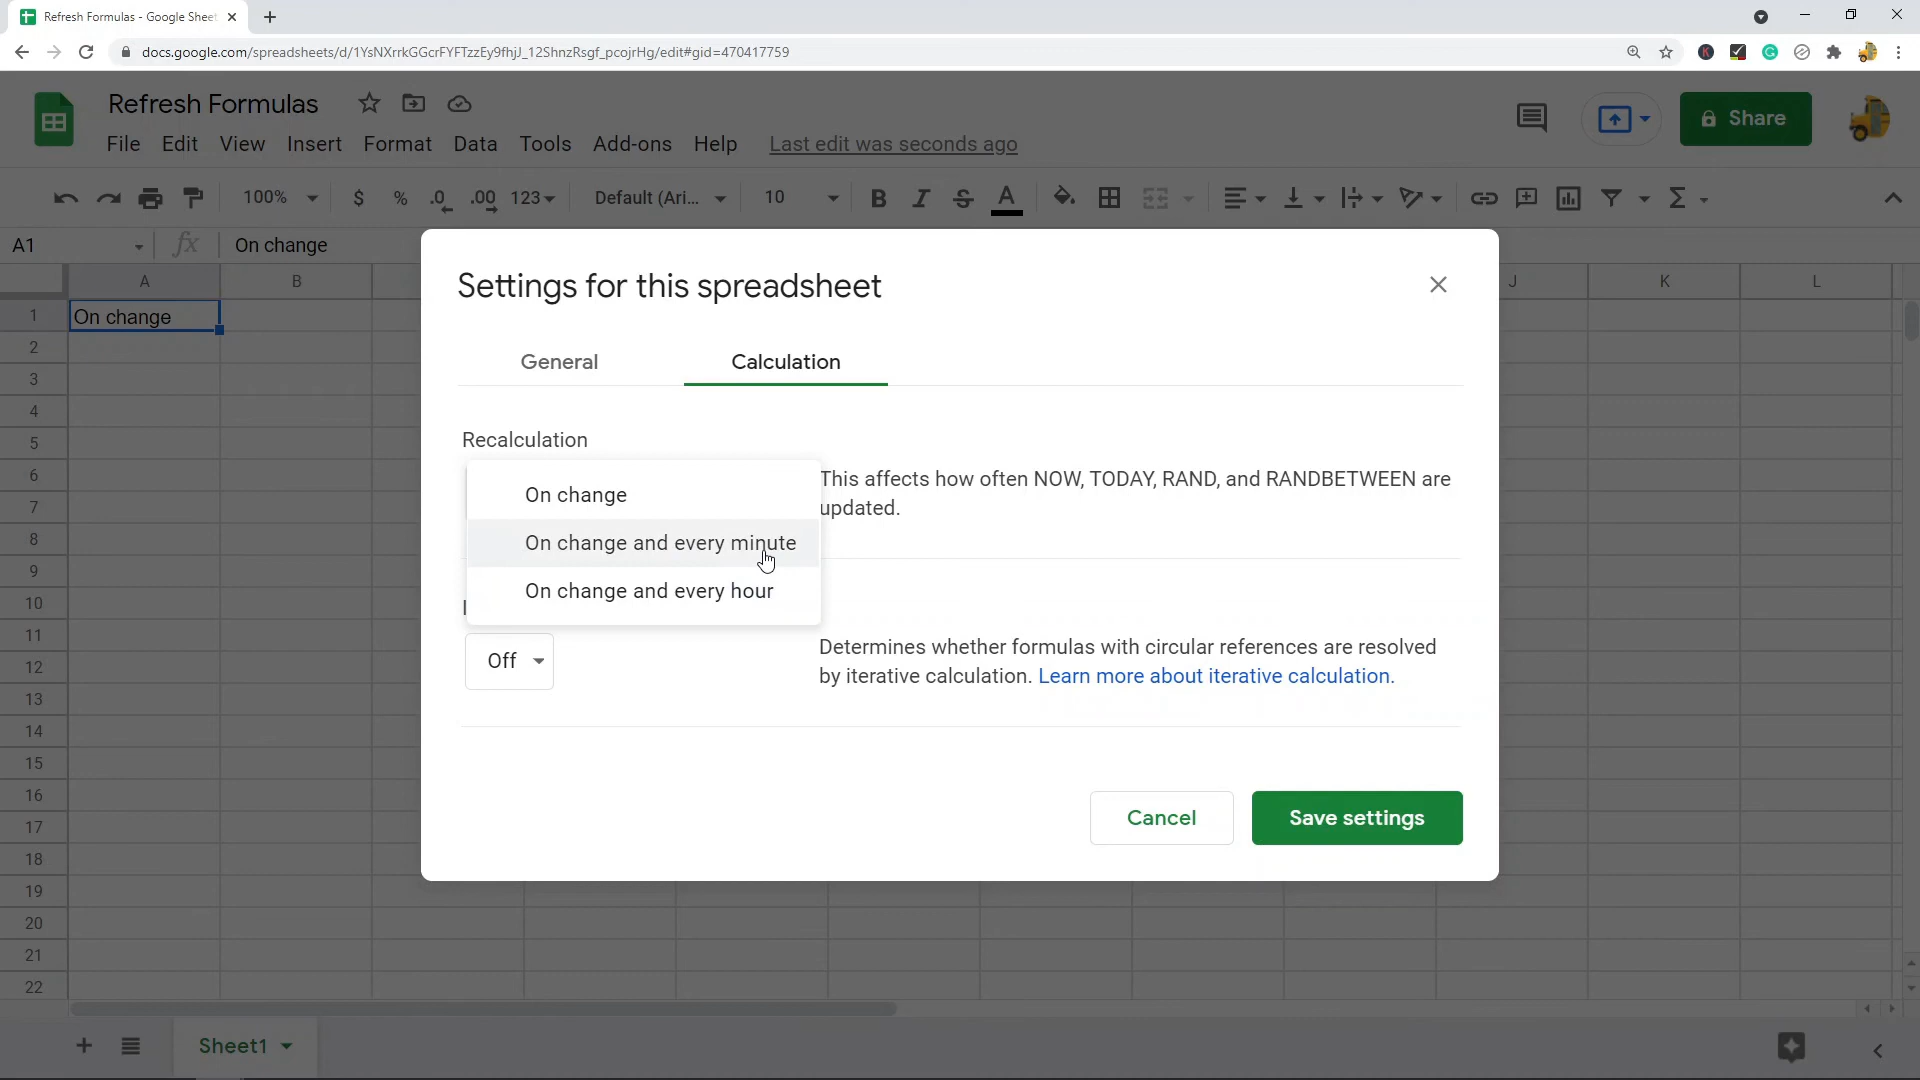 Refresh Formulas - Google Sheet
docs.google.com/spreadsheets/d/1YsNXrrkGGcrFYFTzzEy9fhjJ_12ShnzRsgf_pcojrHg/edit#gid=470417759
Refresh Formulas
Share
File Edit View Insert Format Data Tools Add-ons Help Last edit was seconds ago
100% $ % .0 .00 123 Default (Ari... 10 B I S A
A1 fx On change
A B J K L
Settings for this spreadsheet
General Calculation
Recalculation
On change
On change and every minute
On change and every hour
This affects how often NOW, TODAY, RAND, and RANDBETWEEN are
updated.
Off
Determines whether formulas with circular references are resolved
by iterative calculation. Learn more about iterative calculation.
Cancel Save settings
1 On change
2
3
4
5
6
7
8
9
10
11
12
13
14
15
16
17
18
19
20
21
22
Sheet1